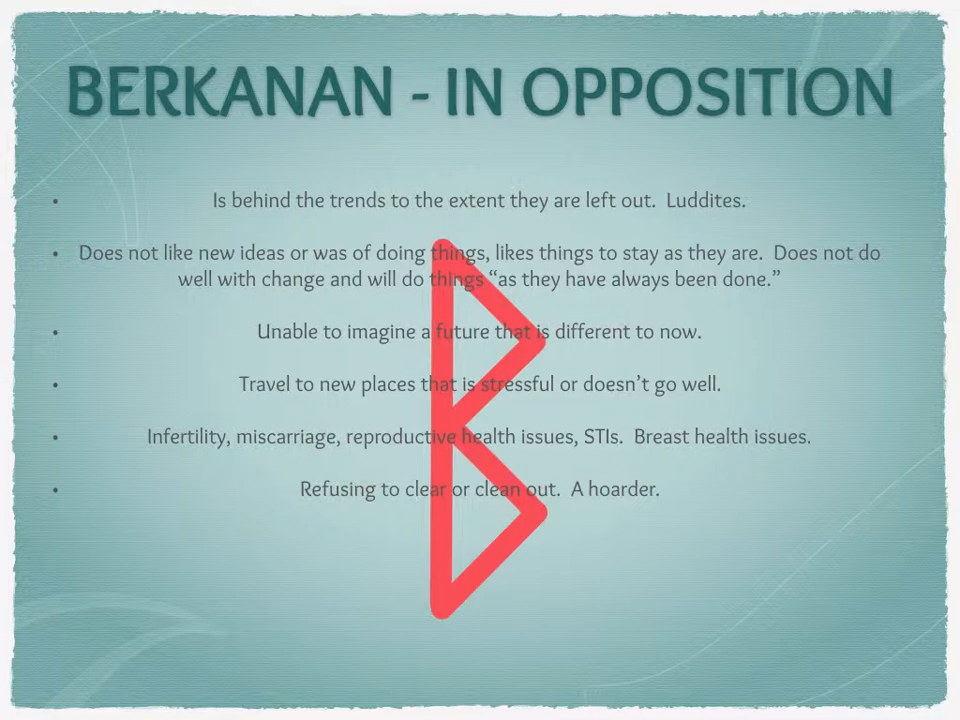 BERKANAN - IN OPPOSITION
• Is behind the trends to the extent they are left out.  Luddites.
• Does not like new ideas or was of doing things, likes things to stay as they are.  Does not do
well with change and will do things “as they have always been done.”
• Unable to imagine a future that is different to now.
• Travel to new places that is stressful or doesn’t go well.
• Infertility, miscarriage, reproductive health issues, STIs.  Breast health issues.
• Refusing to clear or clean out.  A hoarder.